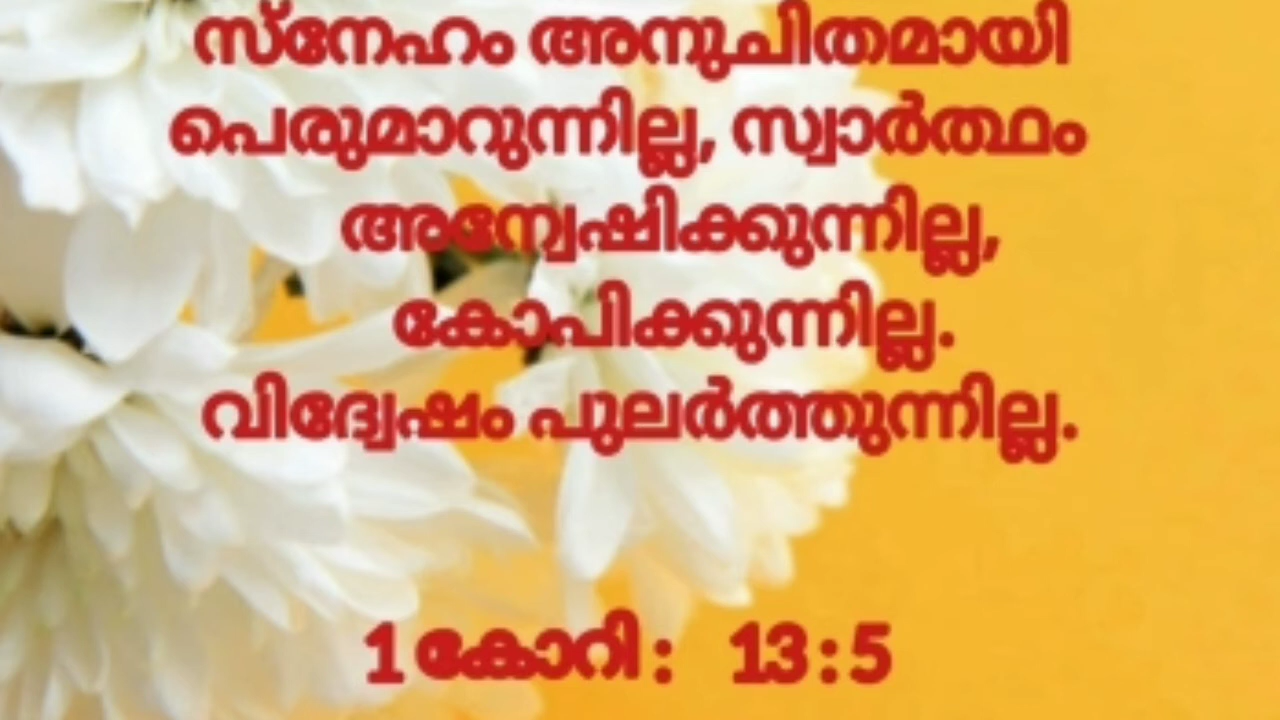 സ്നേഹം അനുചിതമായി
പെരുമാറുന്നില്ല, സ്വാർത്ഥം
അന്വേഷിക്കുന്നില്ല,
കോപിക്കുന്നില്ല.
വിദ്വേഷം പുലർത്തുന്നില്ല.
1 കോറി : 13 : 5